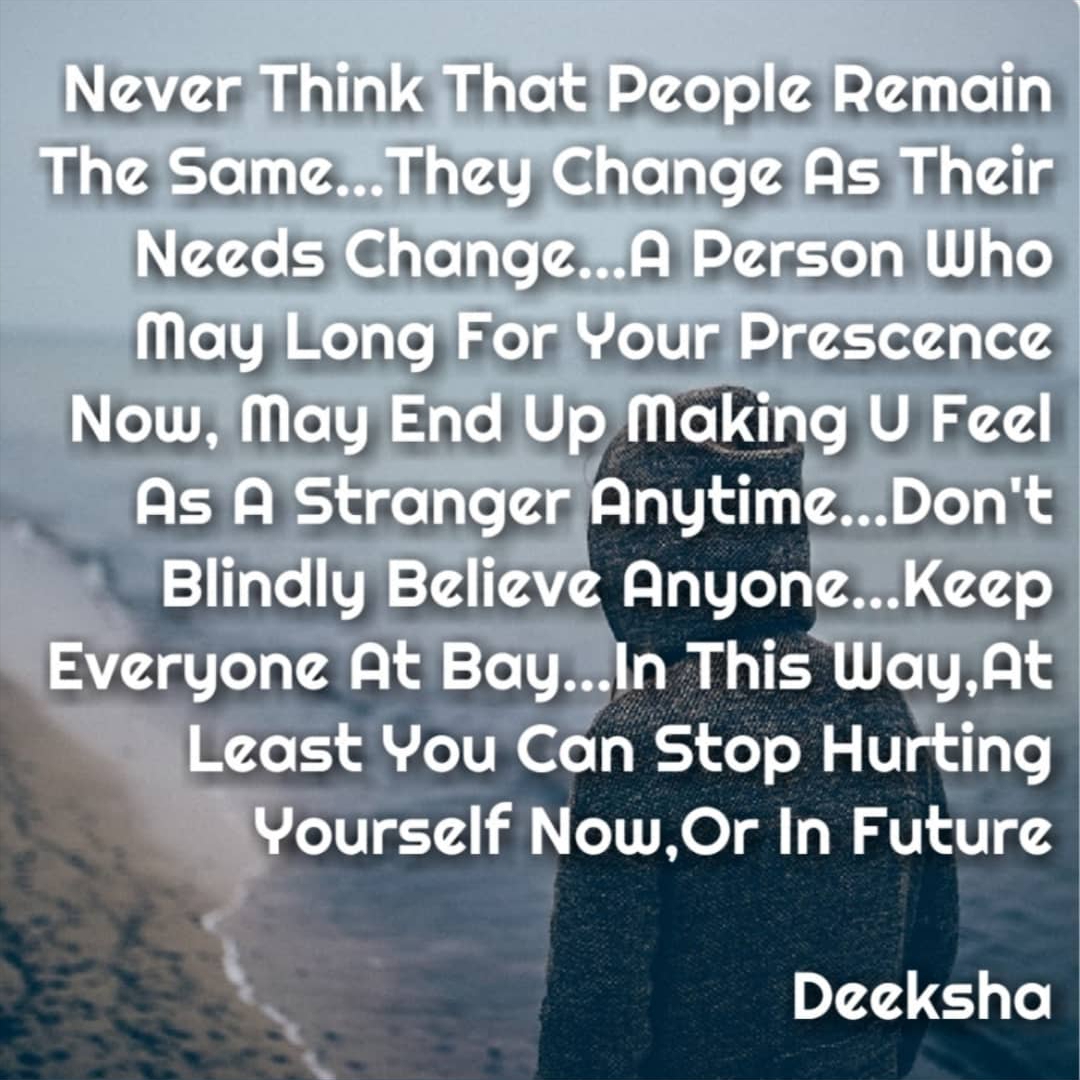 Never Think That People Remain
The Same...They Change As Their
Needs Change...A Person Who
May Long For Your Prescence
Now, May End Up Making U Feel
As A Stranger Anytime...Don't
Blindly Believe Anyone...Keep
Everyone At Bay...In This Way,At
Least You Can Stop Hurting
Yourself Now,Or In Future
Deeksha